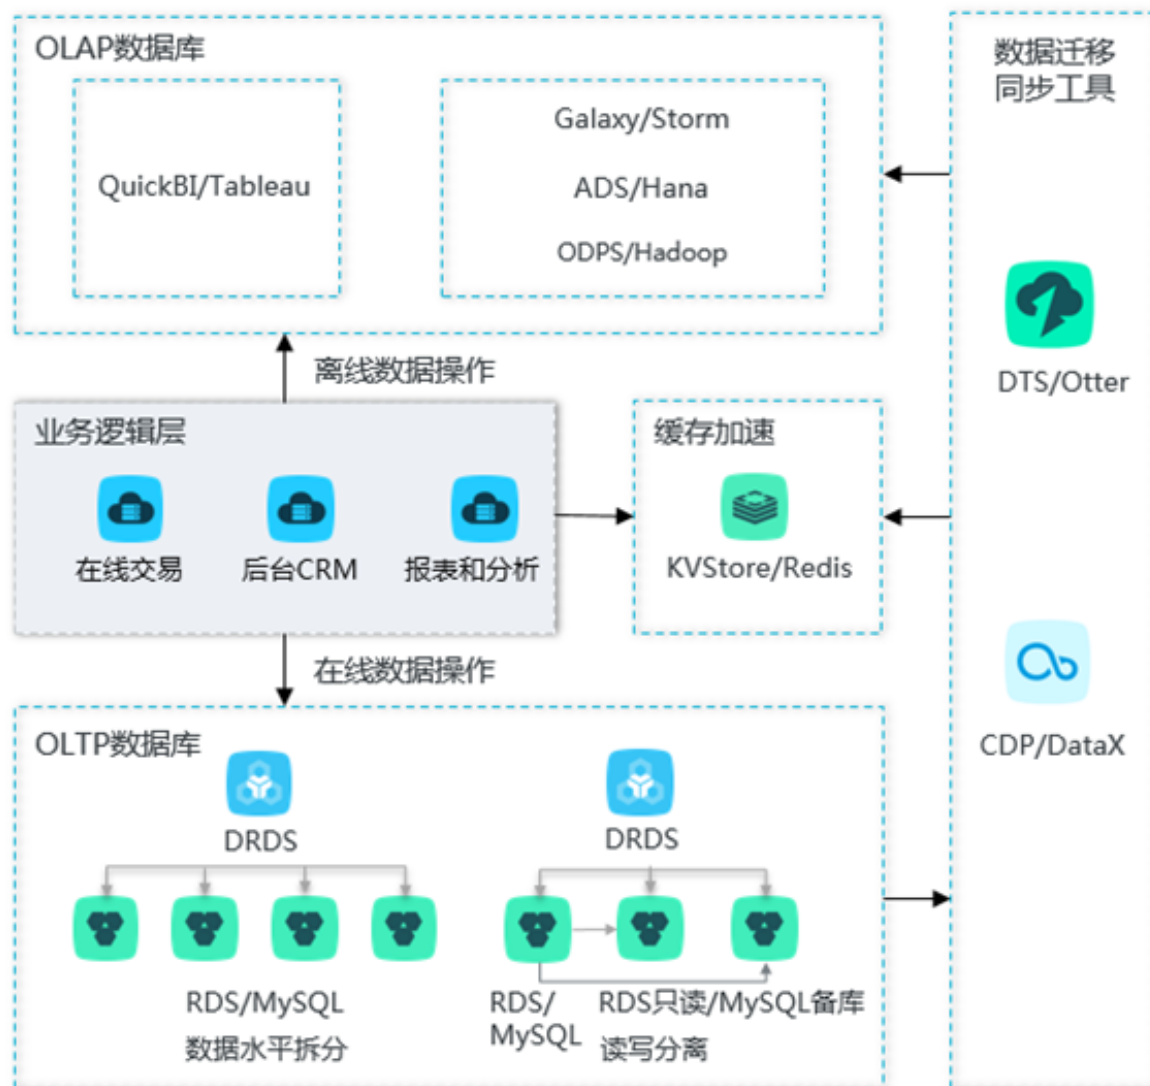 OLAP数据库
QuickBI/Tableau
Galaxy/Storm
ADS/Hana
ODPS/Hadoop
数据迁移
同步工具
DTS/Otter
CDP/DataX
离线数据操作
业务逻辑层
在线交易
后台CRM
报表和分析
缓存加速
KVStore/Redis
在线数据操作
OLTP数据库
DRDS
RDS/MySQL
数据水平拆分
DRDS
RDS/
MySQL
RDS只读/MySQL备库
读写分离